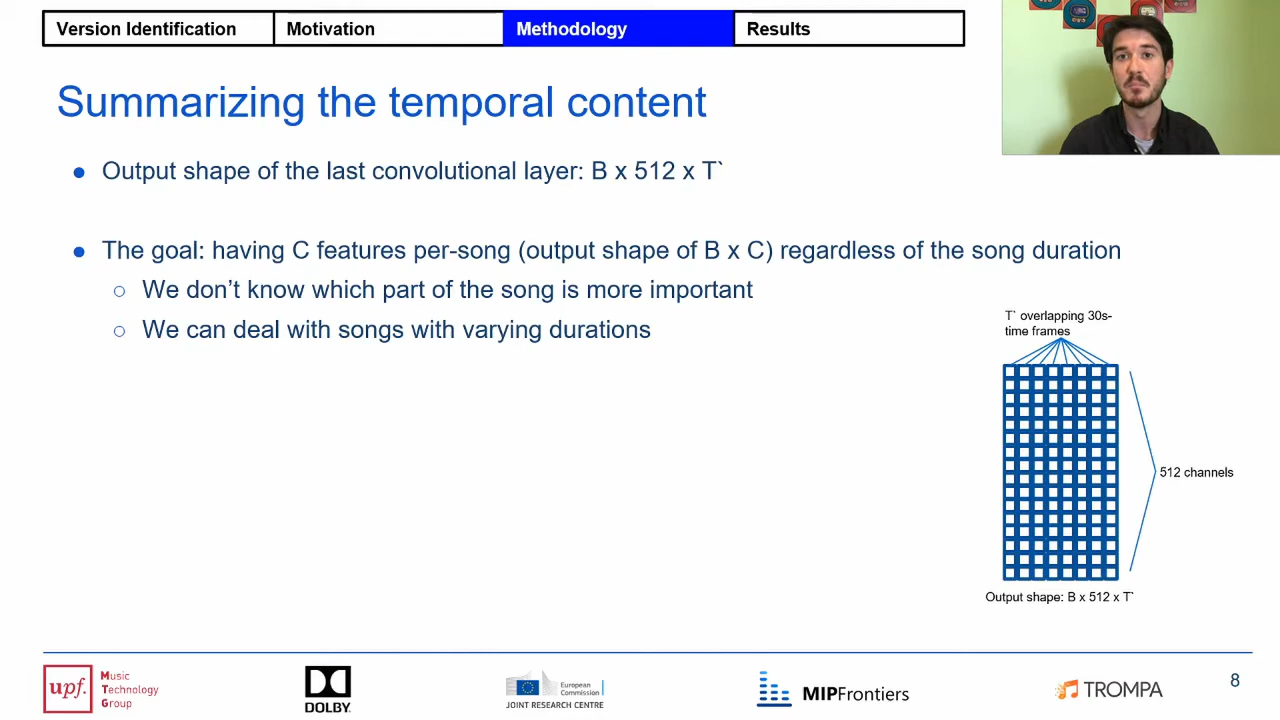 Version Identification
Motivation
Methodology
Results
Summarizing the temporal content
● Output shape of the last convolutional layer: B x 512 x T`
● The goal: having C features per-song (output shape of B x C) regardless of the song duration
○ We don't know which part of the song is more important
○ We can deal with songs with varying durations
T` overlapping 30s-
time frames
512 channels
Output shape: B x 512 x T`
upf.
Music
Technology
Group
DOLBY.
European
Commission
JOINT RESEARCH CENTRE
MIPFrontiers
TROMPA
8